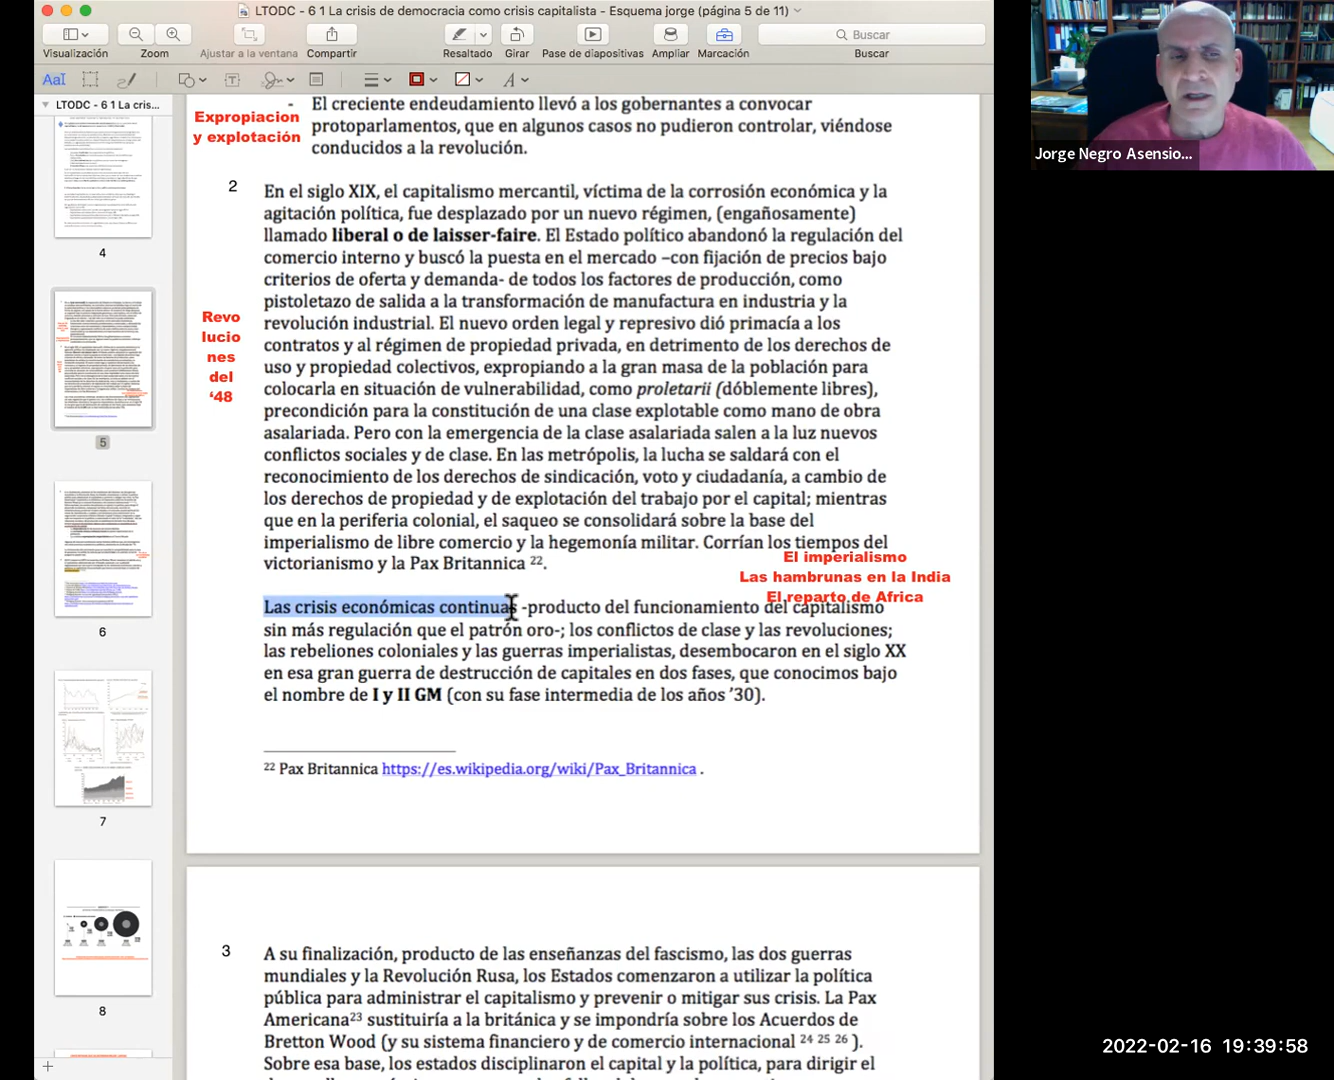 LTODC - 6 1 La crisis de democracia como crisis capitalista - Esquema jorge (página 5 de 11)
Visualización
Zoom
Ajustar a la ventana
Compartir
Resaltado
Girar
Pase de diapositivas
Ampliar
Marcación
Buscar
Buscar
LTODC - 6 1 La cris...
4
5
6
7
8
Expropiacion
y explotación
- El creciente endeudamiento llevó a los gobernantes a convocar
protoparlamentos, que en algunos casos no pudieron controlar, viéndose
conducidos a la revolución.
2
En el siglo XIX, el capitalismo mercantil, víctima de la corrosión económica y la
agitación política, fue desplazado por un nuevo régimen, (engañosamente)
llamado liberal o de laisser-faire. El Estado político abandonó la regulación del
comercio interno y buscó la puesta en el mercado –con fijación de precios bajo
criterios de oferta y demanda- de todos los factores de producción, como
pistoletazo de salida a la transformación de manufactura en industria y la
revolución industrial. El nuevo orden legal y represivo dió primacía a los
contratos y al régimen de propiedad privada, en detrimento de los derechos de
uso y propiedad colectivos, expropiando a la gran masa de la población para
colocarla en situación de vulnerabilidad, como proletarii (dóblemente libres),
precondición para la constitución de una clase explotable como mano de obra
asalariada. Pero con la emergencia de la clase asalariada salen a la luz nuevos
conflictos sociales y de clase. En las metrópolis, la lucha se saldará con el
reconocimiento de los derechos de sindicación, voto y ciudadanía, a cambio de
los derechos de propiedad y de explotación del trabajo por el capital; mientras
que en la periferia colonial, el saqueo se consolidará sobre la base del
imperialismo de libre comercio y la hegemonía militar. Corrían los tiempos del
victorianismo y la Pax Britannica 22.
Revo
lucio
nes
del
‘48
El imperialismo
Las hambrunas en la India
El reparto de Africa
Las crisis económicas continuas -producto del funcionamiento del capitalismo
sin más regulación que el patrón oro-; los conflictos de clase y las revoluciones;
las rebeliones coloniales y las guerras imperialistas, desembocaron en el siglo XX
en esa gran guerra de destrucción de capitales en dos fases, que conocimos bajo
el nombre de I y II GM (con su fase intermedia de los años ’30).
22 Pax Britannica https://es.wikipedia.org/wiki/Pax_Britannica .
3
A su finalización, producto de las enseñanzas del fascismo, las dos guerras
mundiales y la Revolución Rusa, los Estados comenzaron a utilizar la política
pública para administrar el capitalismo y prevenir o mitigar sus crisis. La Pax
Americana23 sustituiría a la británica y se impondría sobre los Acuerdos de
Bretton Wood (y su sistema financiero y de comercio internacional 24 25 26 ).
Sobre esa base, los estados disciplinaron el capital y la política, para dirigir el
Jorge Negro Asensio...
2022-02-16 19:39:58